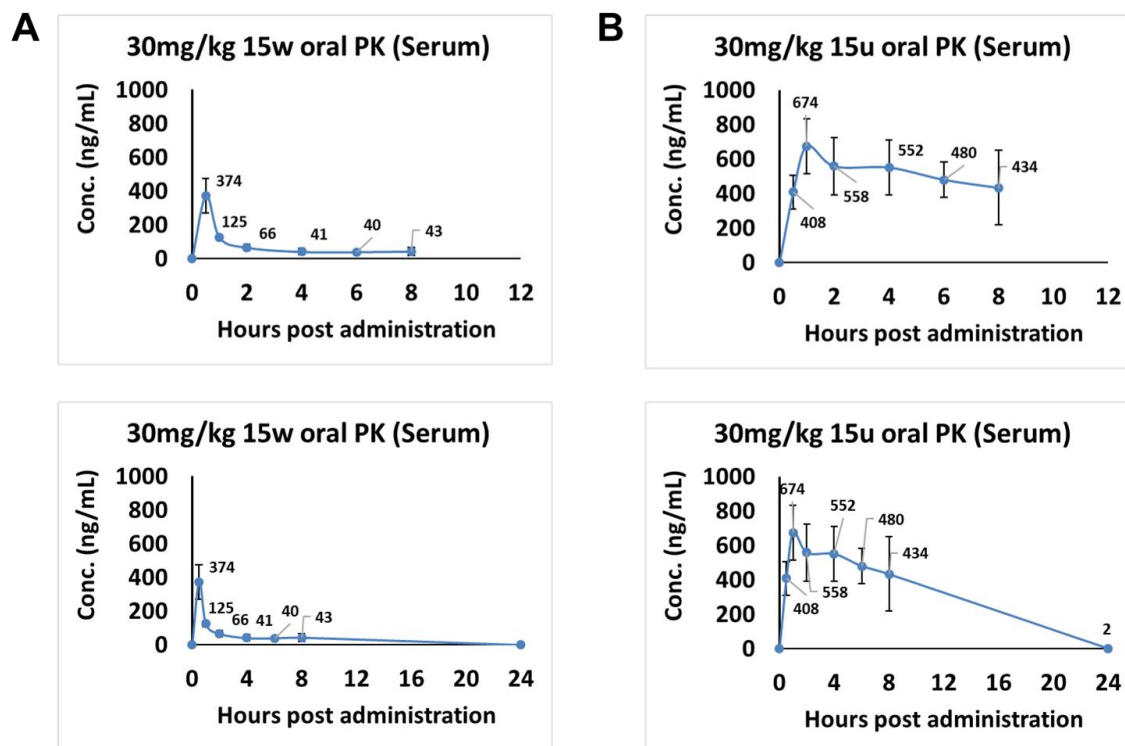 A
30mg/kg 15w oral PK (Serum)
Conc. (ng/mL)
1000
800
600
400
200
0
374
125
66
41
40
43
0 2 4 6 8 10 12
Hours post administration
B
30mg/kg 15u oral PK (Serum)
Conc. (ng/mL)
1000
800
600
400
200
0
674
408
558
552
480
434
0 2 4 6 8 10 12
Hours post administration
30mg/kg 15w oral PK (Serum)
Conc. (ng/mL)
1000
800
600
400
200
0
374
125
66
41
40
43
0 4 8 12 16 20 24
Hours post administration
30mg/kg 15u oral PK (Serum)
Conc. (ng/mL)
1000
800
600
400
200
0
674
408
558
552
480
434
2
0 4 8 12 16 20 24
Hours post administration